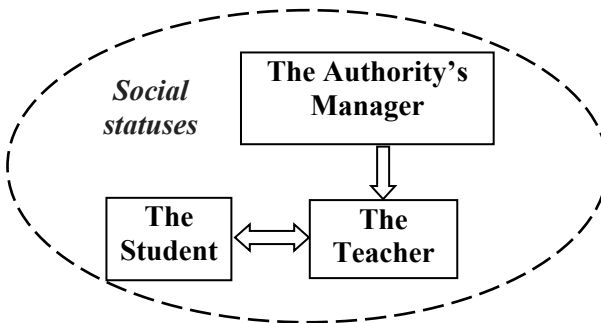 The Authority’s
Manager
Social
statuses
The
Student
The
Teacher